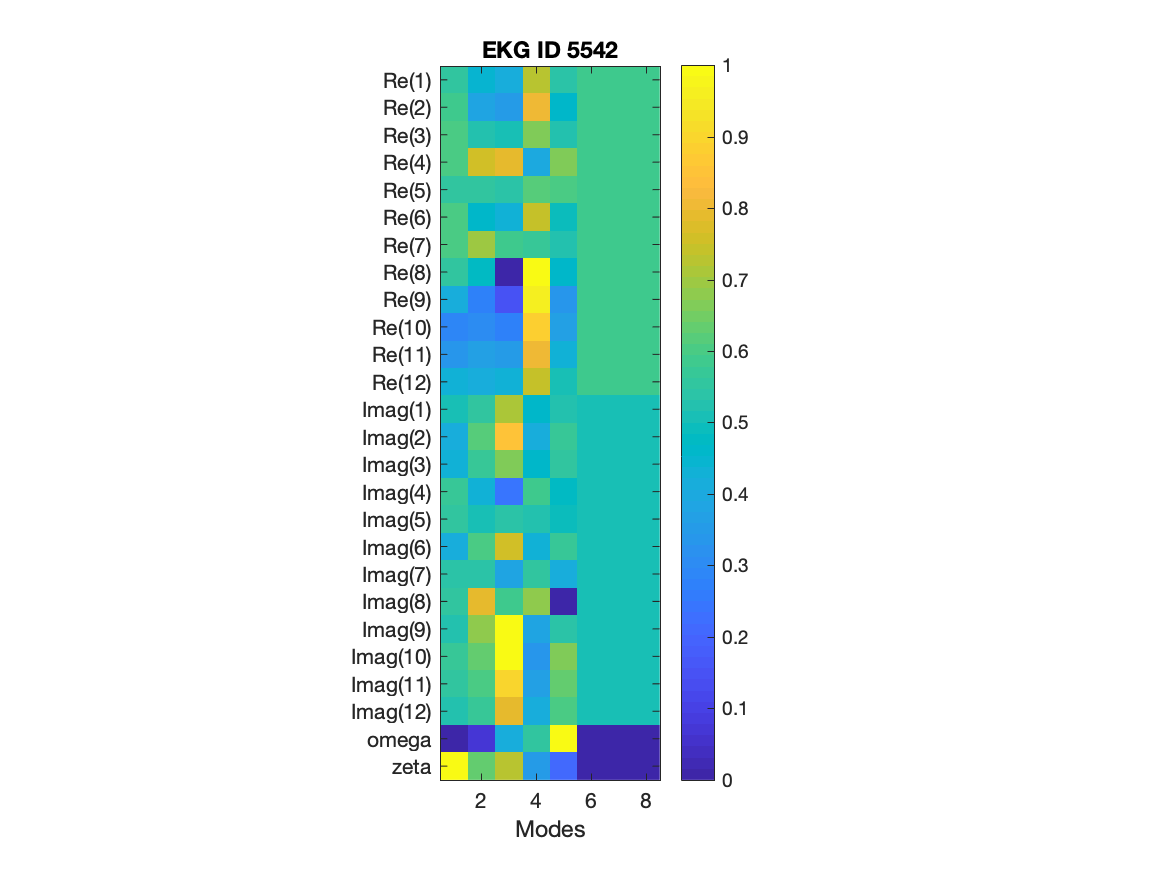 EKG ID 5542
Re(1)
Re(2)
Re(3)
Re(4)
Re(5)
Re(6)
Re(7)
Re(8)
Re(9)
Re(10)
Re(11)
Re(12)
Imag(1)
Imag(2)
Imag(3)
Imag(4)
Imag(5)
Imag(6)
Imag(7)
Imag(8)
Imag(9)
Imag(10)
Imag(11)
Imag(12)
omega
zeta
2 4 6 8
Modes
1
0.9
0.8
0.7
0.6
0.5
0.4
0.3
0.2
0.1
0